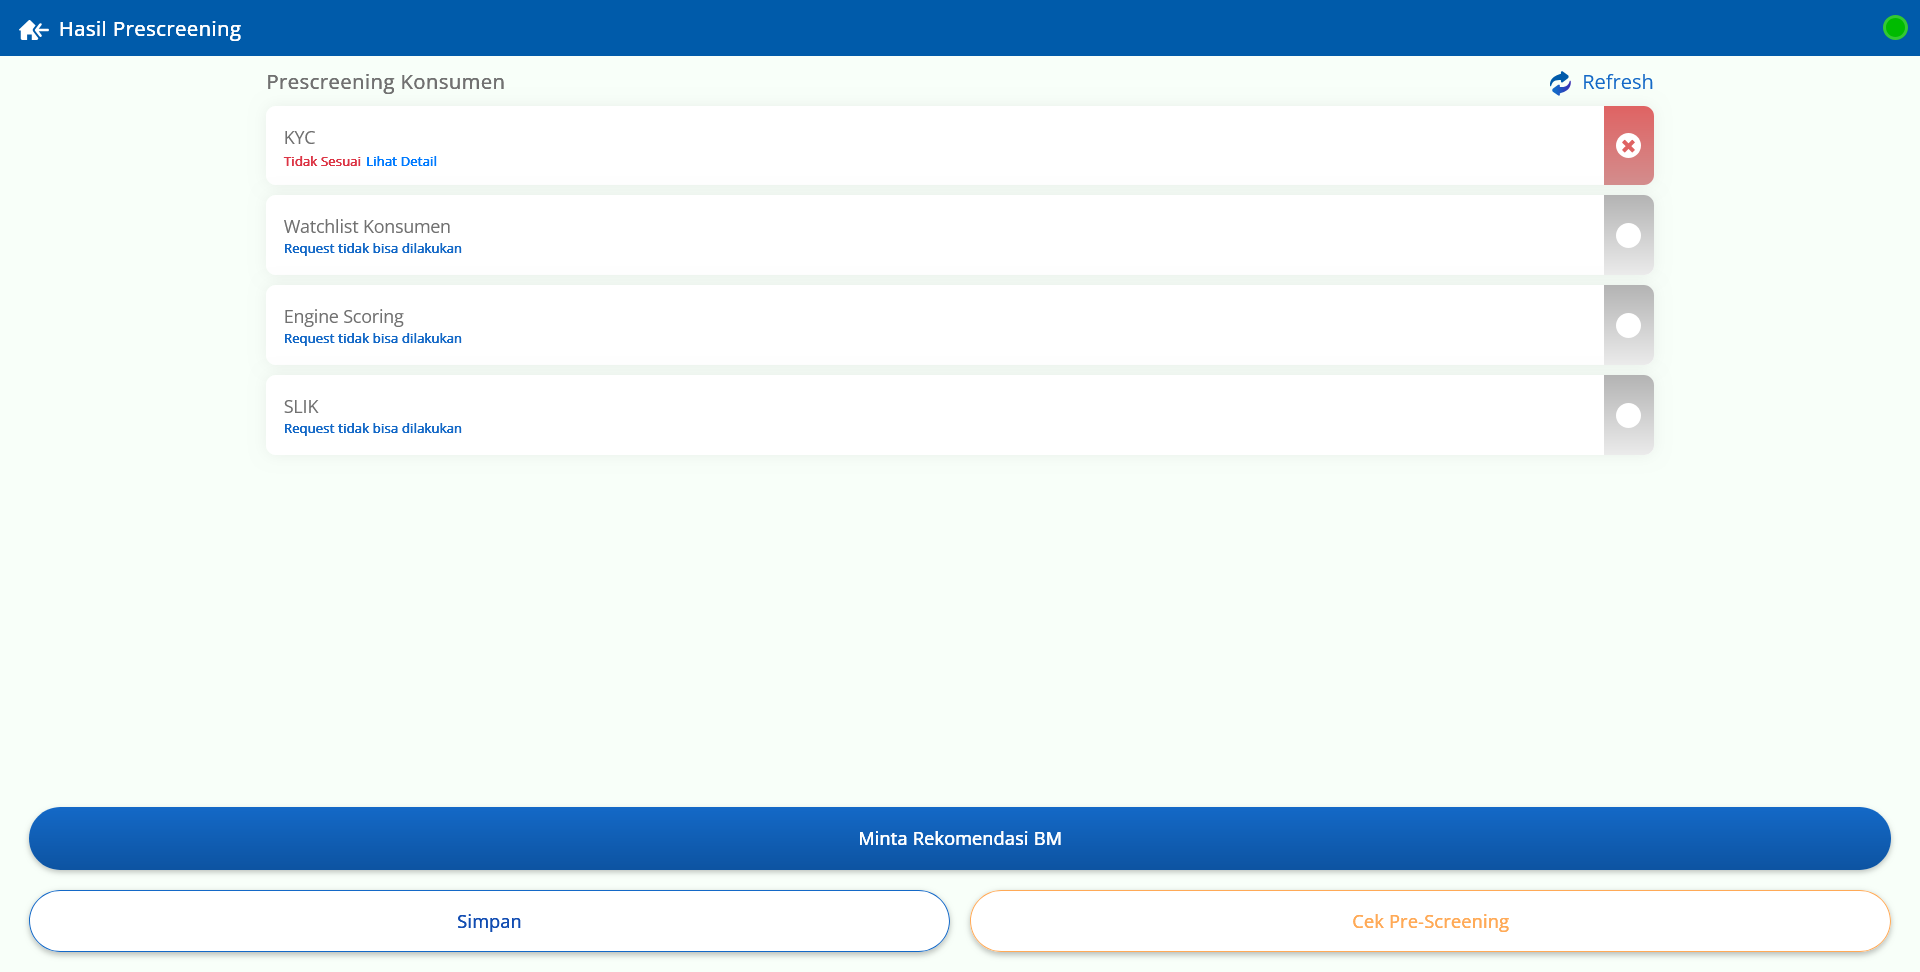 Hasil Prescreening
Prescreening Konsumen
Refresh
KYC
Tidak Sesuai Lihat Detail
Watchlist Konsumen
Request tidak bisa dilakukan
Engine Scoring
Request tidak bisa dilakukan
SLIK
Request tidak bisa dilakukan
Minta Rekomendasi BM
Simpan
Cek Pre-Screening